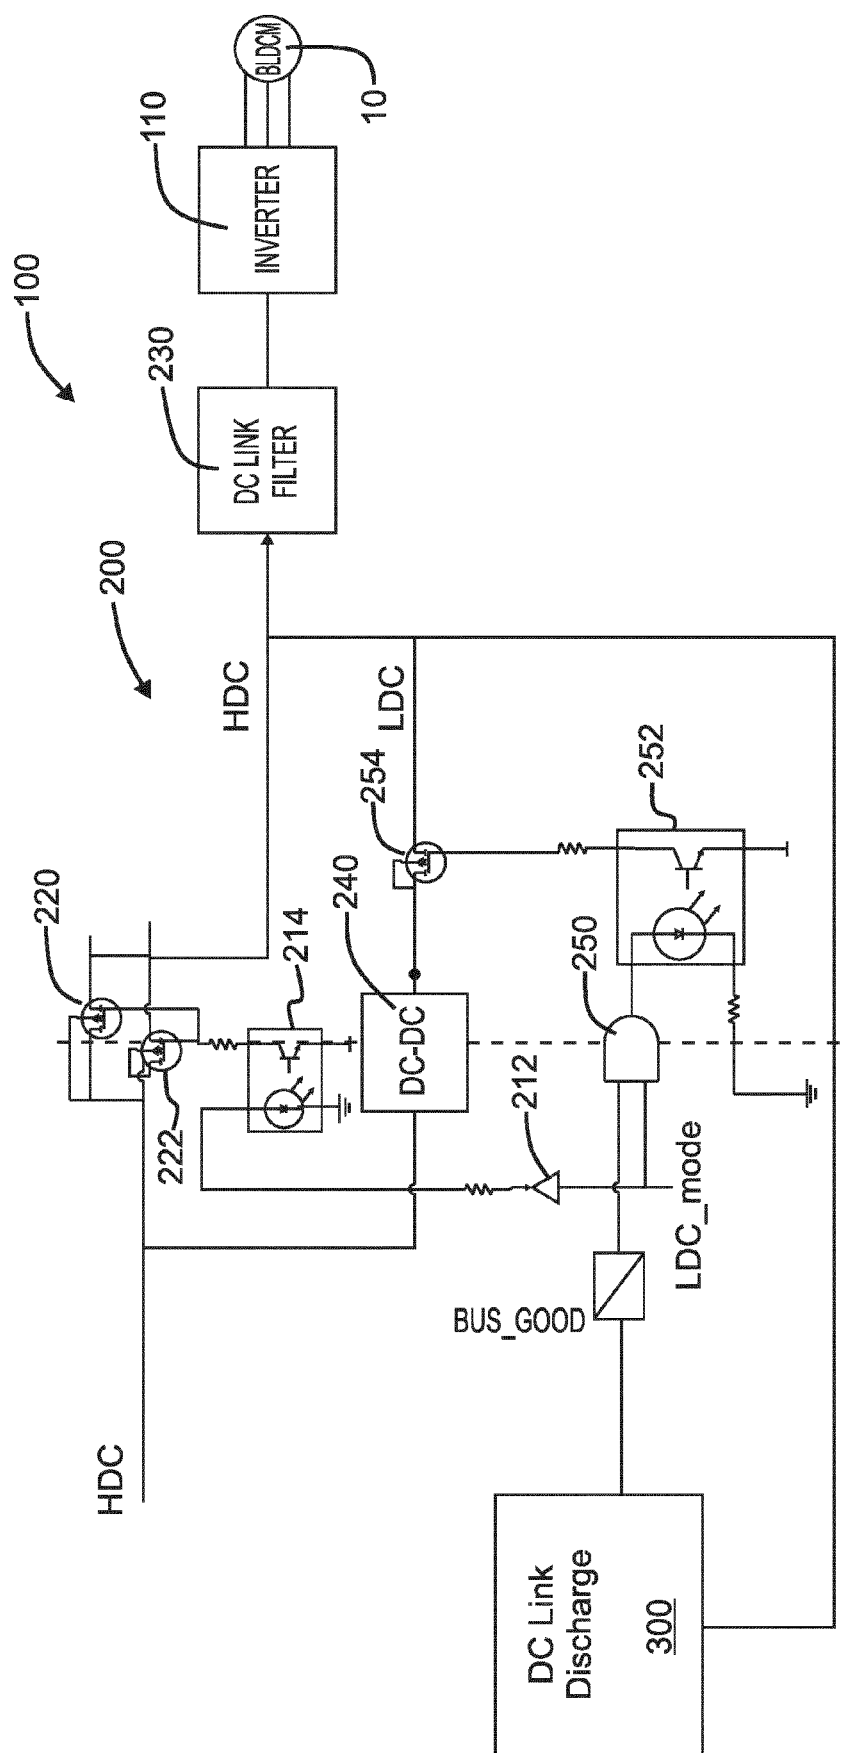 100
200
HDC
220
222
214
HDC
230
DC LINK
FILTER
110
INVERTER
BLDCM
10
240
DC-DC
254
LDC
212
250
252
BUS_GOOD
LDC_mode
DC Link
Discharge
300